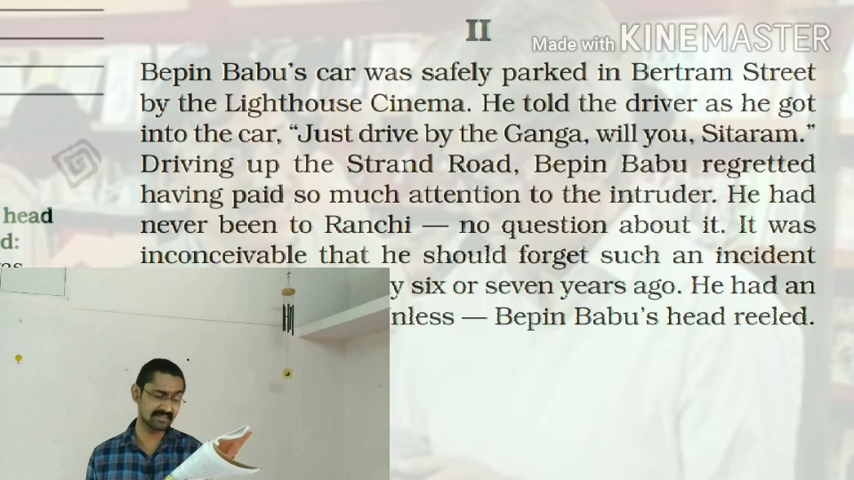 II
Made with KINEMASTER
Bepin Babu's car was safely parked in Bertram Street
by the Lighthouse Cinema. He told the driver as he got
into the car, “Just drive by the Ganga, will you, Sitaram.”
Driving up the Strand Road, Bepin Babu regretted
having paid so much attention to the intruder. He had
never been to Ranchi — no question about it. It was
inconceivable that he should forget such an incident
y six or seven years ago. He had an
nless — Bepin Babu's head reeled.
head
d: